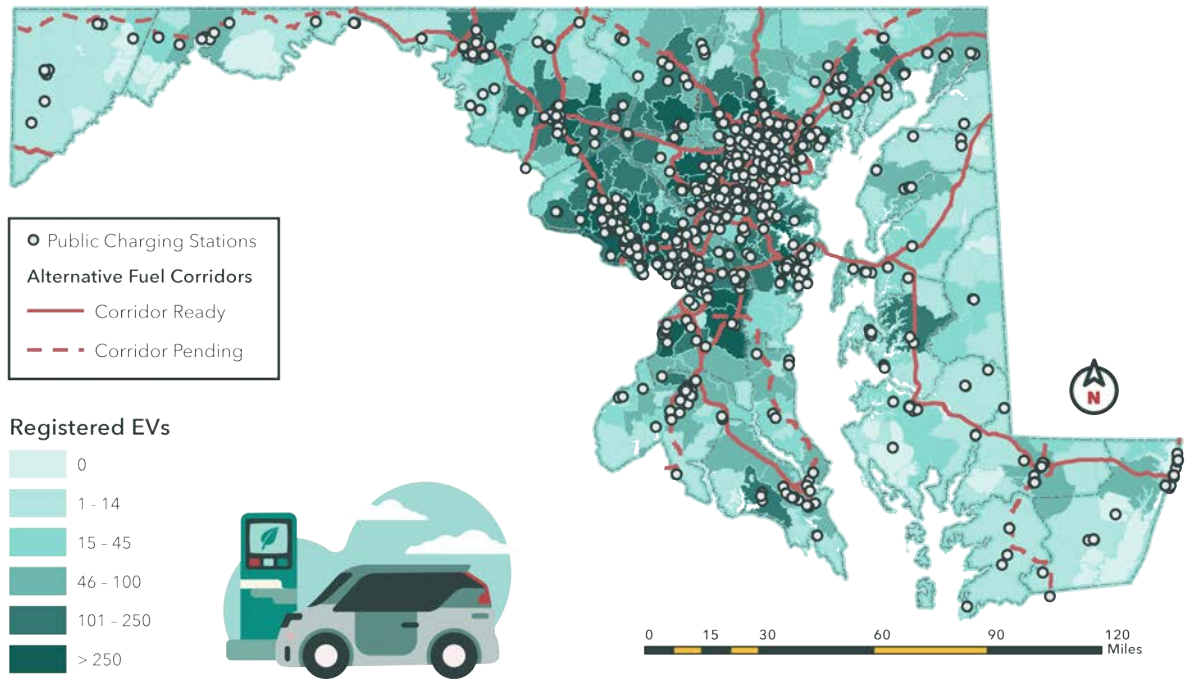 Public Charging Stations
Alternative Fuel Corridors
Corridor Ready
Corridor Pending
N
Registered EVs
0
1 - 14
15 - 45
46 - 100
101 - 250
> 250
0 15 30 60 90 120
Miles